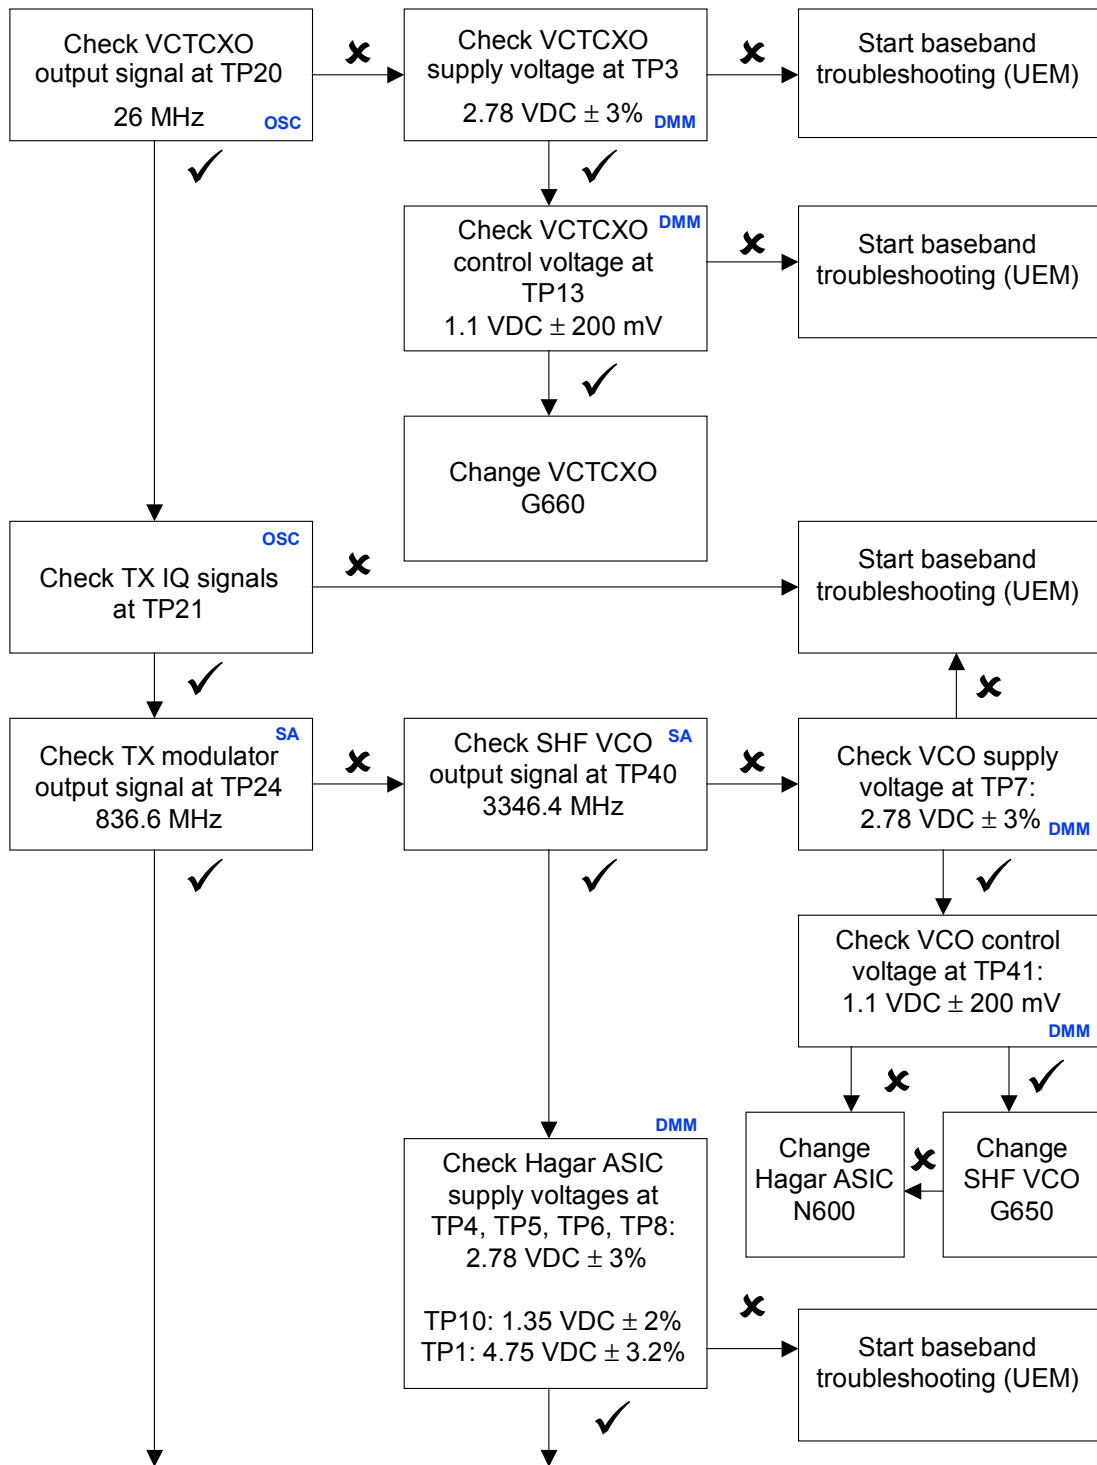 Check VCTCXO
output signal at TP20
26 MHz
OSC
Check VCTCXO
supply voltage at TP3
2.78 VDC ± 3%
DMM
Start baseband
troubleshooting (UEM)
Check VCTCXO
control voltage at
TP13
1.1 VDC ± 200 mV
DMM
Start baseband
troubleshooting (UEM)
Change VCTCXO
G660
OSC
Check TX IQ signals
at TP21
Start baseband
troubleshooting (UEM)
SA
Check TX modulator
output signal at TP24
836.6 MHz
SA
Check SHF VCO
output signal at TP40
3346.4 MHz
Check VCO supply
voltage at TP7:
2.78 VDC ± 3%
DMM
Check VCO control
voltage at TP41:
1.1 VDC ± 200 mV
DMM
Change
Hagar ASIC
N600
Change
SHF VCO
G650
DMM
Check Hagar ASIC
supply voltages at
TP4, TP5, TP6, TP8:
2.78 VDC ± 3%
TP10: 1.35 VDC ± 2%
TP1: 4.75 VDC ± 3.2%
Start baseband
troubleshooting (UEM)